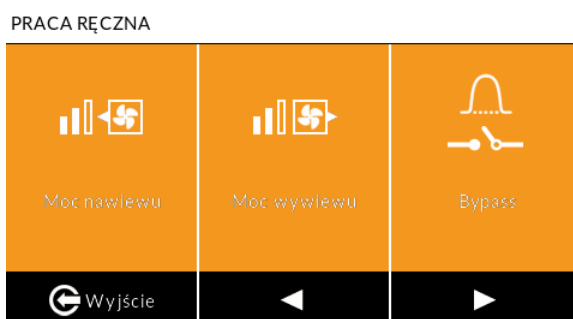 PRACA RĘCZNA
Moc nawiewu
Moc wywiewu
Bypass
Wyjście